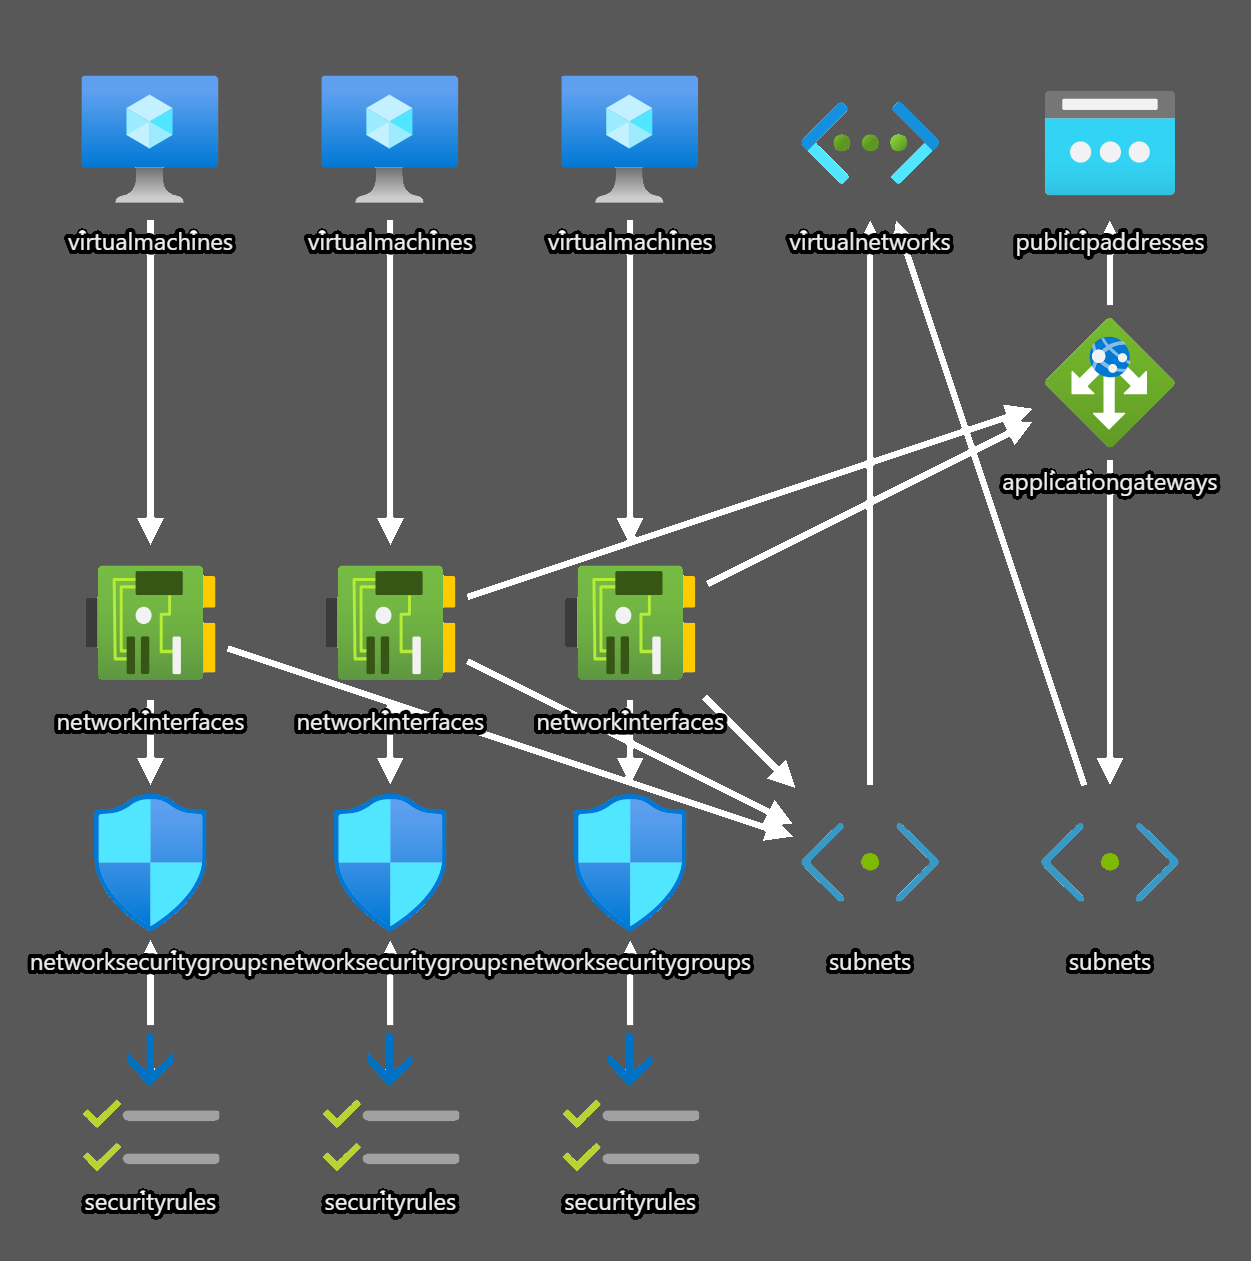 virtualmachines
virtualmachines
virtualmachines
virtualnetworks
publicipaddresses
applicationgateways
networkinterfaces
networkinterfaces
networkinterfaces
networksecuritygroups
networksecuritygroups
networksecuritygroups
subnets
subnets
securityrules
securityrules
securityrules